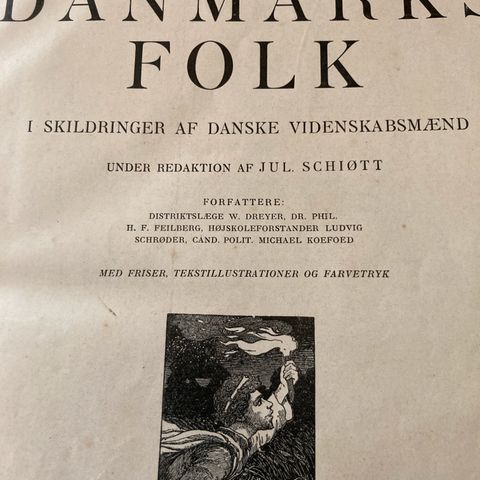 DANMARKS
FOLK
I SKILDRINGER AF DANSKE VIDENSKABSMÆND
UNDER REDAKTION AF JUL. SCHIØTT
FORFATTERE:
DISTRIKTSLÆGE W. DREYER, DR. PHIL.
H. F. FEILBERG, HØJSKOLEFORSTANDER LUDVIG
SCHRØDER, CAND. POLIT. MICHAEL KOEFOED
MED FRISER, TEKSTILLUSTRATIONER OG FARVETRYK